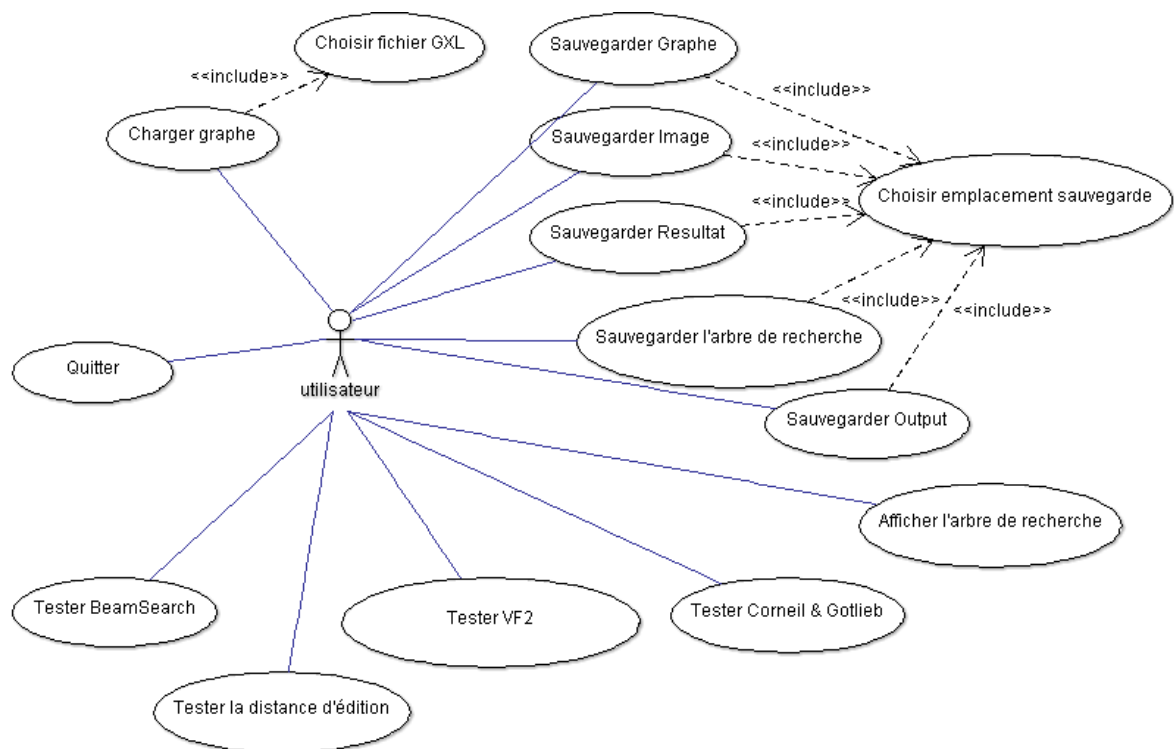 Choisir fichier GXL
Sauvegarder Graphe
<<include>>
<<include>>
Charger graphe
Sauvegarder Image
<<include>>
Choisir emplacement sauvegarde
<<include>>
Sauvegarder Resultat
<<include>>
<<include>>
Sauvegarder l'arbre de recherche
Quitter
utilisateur
Sauvegarder Output
Afficher l'arbre de recherche
Tester BeamSearch
Tester VF2
Tester Corneil & Gotlieb
Tester la distance d'édition